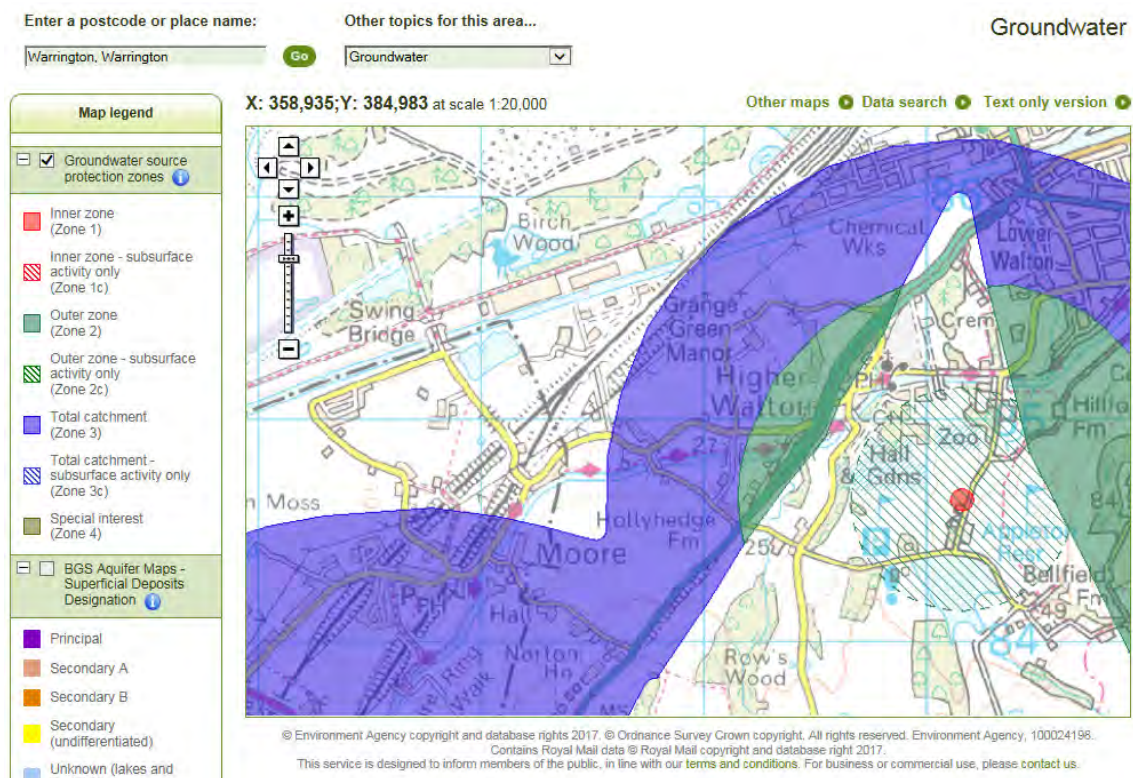 Enter a postcode or place name:
Other topics for this area...
Groundwater
Warrington, Warrington
Go
Groundwater
Map legend
X: 358,935;Y: 384,983 at scale 1:20,000
Other maps
Data search
Text only version
Groundwater source
protection zones
Inner zone
(Zone 1)
Inner zone - subsurface
activity only
(Zone 1c)
Outer zone
(Zone 2)
Outer zone - subsurface
activity only
(Zone 2c)
Total catchment
(Zone 3)
Total catchment -
subsurface activity only
(Zone 3c)
Special interest
(Zone 4)
BGS Aquifer Maps -
Superficial Deposits
Designation
Principal
Secondary A
Secondary B
Secondary
(undifferentiated)
Unknown (lakes and
Birch
Wood
Chemical
Wks
Lower
Walton
Swing
Bridge
Grange
Green
Manor
Crem
Higher
Walton
PH
Hall
& Gdns
Zoo
27
Moss
Hollyhedge
Fm
Moore
25
Appleton
Resr
84
Bellfield
Fm
49
84
Hall
Norton
Row's
Wood
© Environment Agency copyright and database rights 2017. © Ordnance Survey Crown copyright. All rights reserved. Environment Agency, 100024198.
Contains Royal Mail data © Royal Mail copyright and database right 2017.
This service is designed to inform members of the public, in line with our terms and conditions. For business or commercial use, please contact us.